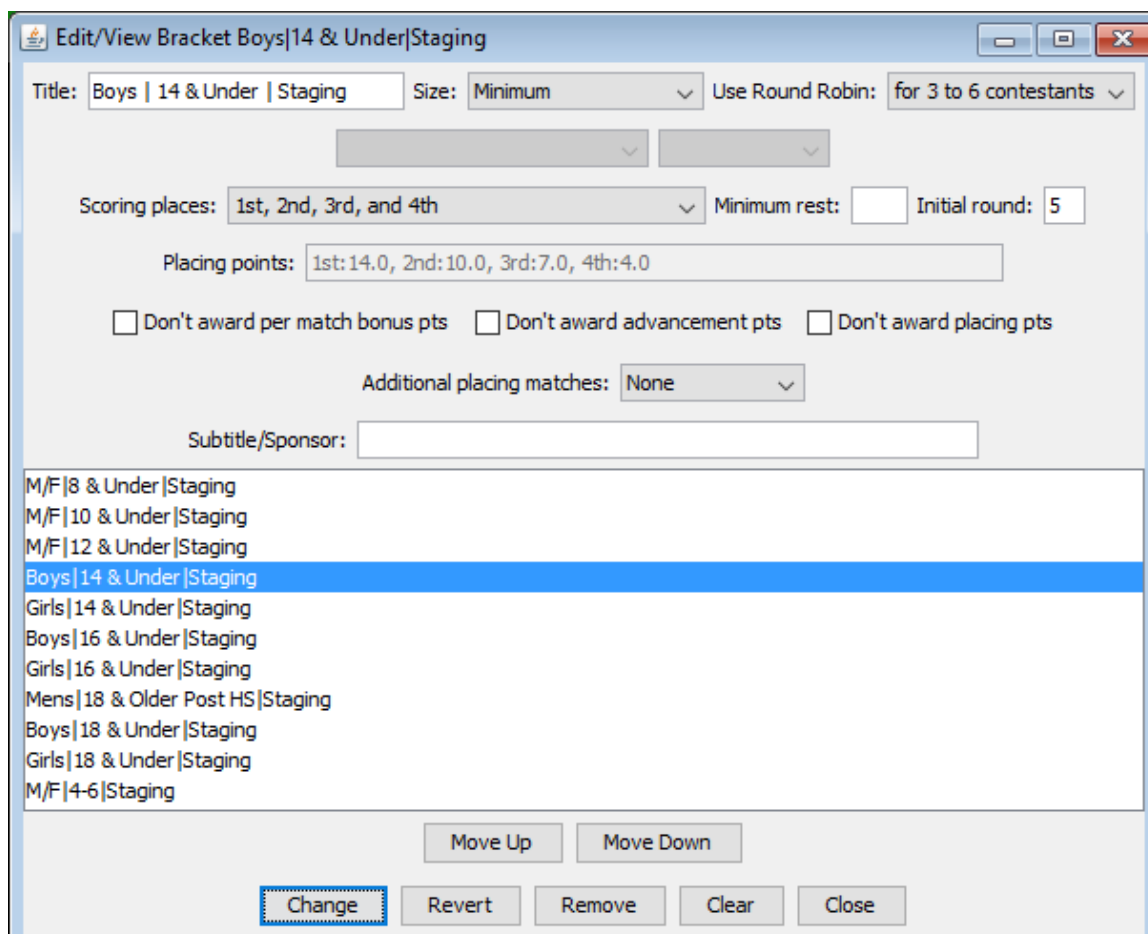 Edit/View Bracket Boys|14 & Under|Staging
Title: Boys | 14 & Under | Staging Size: Minimum Use Round Robin: for 3 to 6 contestants
Scoring places: 1st, 2nd, 3rd, and 4th Minimum rest: Initial round: 5
Placing points: 1st:14.0, 2nd:10.0, 3rd:7.0, 4th:4.0
Don't award per match bonus pts Don't award advancement pts Don't award placing pts
Additional placing matches: None
Subtitle/Sponsor:
M/F|8 & Under|Staging
M/F|10 & Under|Staging
M/F|12 & Under|Staging
Boys|14 & Under|Staging
Girls|14 & Under|Staging
Boys|16 & Under|Staging
Girls|16 & Under|Staging
Mens|18 & Older Post HS|Staging
Boys|18 & Under|Staging
Girls|18 & Under|Staging
M/F|4-6|Staging
Move Up Move Down
Change Revert Remove Clear Close